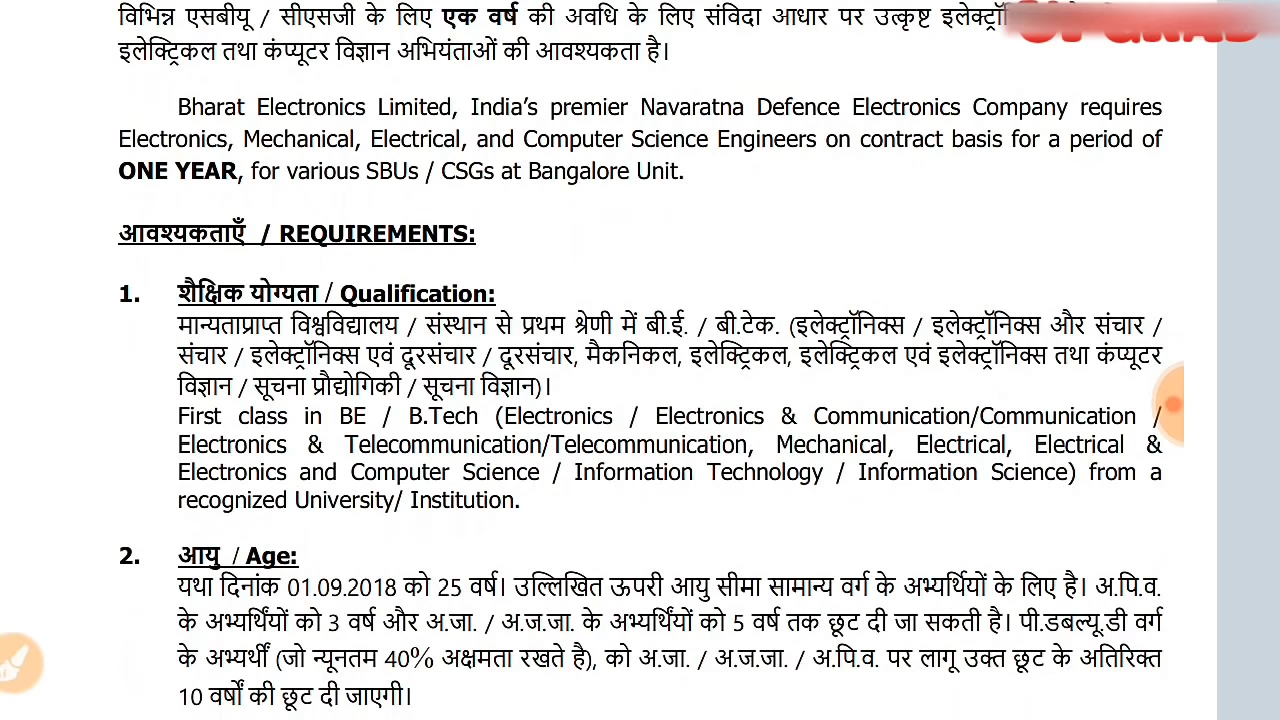 विभिन्न एसबीयू / सीएसजी के लिए एक वर्ष की अवधि के लिए संविदा आधार पर उत्कृष्ट
इलेक्ट्रिकल तथा कंप्यूटर विज्ञान अभियंताओं की आवश्यकता है।
Bharat Electronics Limited, India’s premier Navaratna Defence Electronics Company requires
Electronics, Mechanical, Electrical, and Computer Science Engineers on contract basis for a period of
ONE YEAR, for various SBUs / CSGs at Bangalore Unit.
आवश्यकताएँ / REQUIREMENTS:
1. शैक्षिक योग्यता / Qualification:
मान्यताप्राप्त विश्वविद्यालय / संस्थान से प्रथम श्रेणी में बी.ई. / बी.टेक. (इलेक्ट्रॉनिक्स / इलेक्ट्रॉनिक्स और संचार /
संचार / इलेक्ट्रॉनिक्स एवं दूरसंचार / दूरसंचार, मैकनिकल, इलेक्ट्रिकल, इलेक्ट्रिकल एवं इलेक्ट्रॉनिक्स तथा कंप्यूटर
विज्ञान / सूचना प्रौद्योगिकी / सूचना विज्ञान)।
First class in BE / B.Tech (Electronics / Electronics & Communication/Communication /
Electronics & Telecommunication/Telecommunication, Mechanical, Electrical, Electrical &
Electronics and Computer Science / Information Technology / Information Science) from a
recognized University/ Institution.
2. आयु / Age:
यथा दिनांक 01.09.2018 को 25 वर्ष। उल्लिखित ऊपरी आयु सीमा सामान्य वर्ग के अभ्यर्थियों के लिए है। अ.पि.व.
के अभ्यर्थियों को 3 वर्ष और अ.जा. / अ.ज.जा. के अभ्यर्थियों को 5 वर्ष तक छूट दी जा सकती है। पी.डबल्यू.डी वर्ग
के अभ्यर्थी (जो न्यूनतम 40% अक्षमता रखते है), को अ.जा. / अ.ज.जा. / अ.पि.व. पर लागू उक्त छूट के अतिरिक्त
10 वर्षों की छूट दी जाएगी।